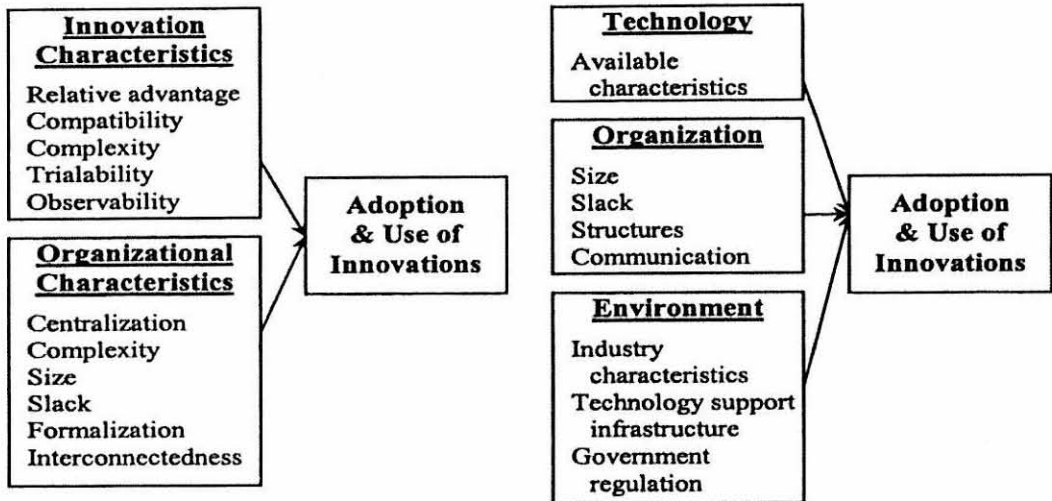 Innovation
Characteristics
Relative advantage
Compatibility
Complexity
Trialability
Observability
Organizational
Characteristics
Centralization
Complexity
Size
Slack
Formalization
Interconnectedness
Adoption
& Use of
Innovations
Technology
Available
characteristics
Organization
Size
Slack
Structures
Communication
Environment
Industry
characteristics
Technology support
infrastructure
Government
regulation
Adoption
& Use of
Innovations